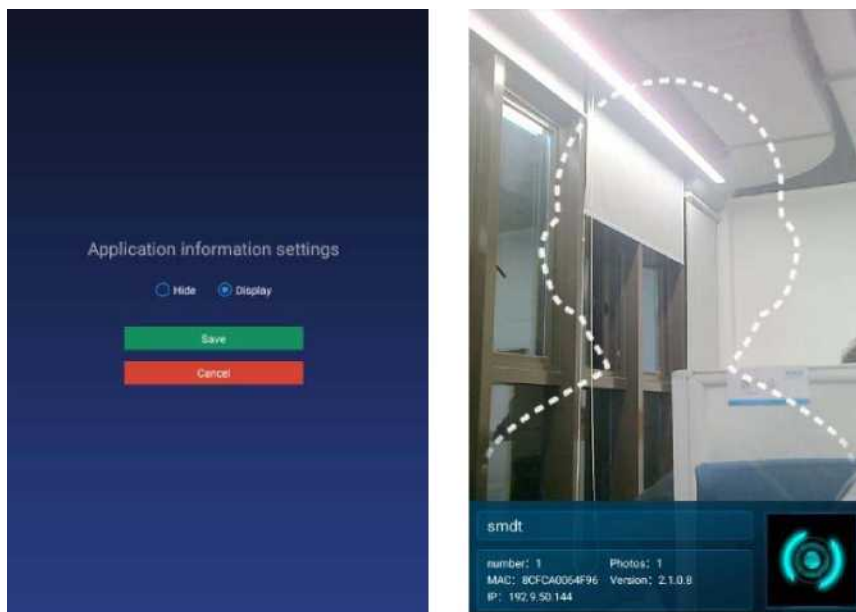 Application information settings
Hide Display
Save
Cancel
smdt
number: 1 Photos: 1
MAC: 8CFCA0064F96 Version: 2.1.0.8
IP: 192.9.50.144